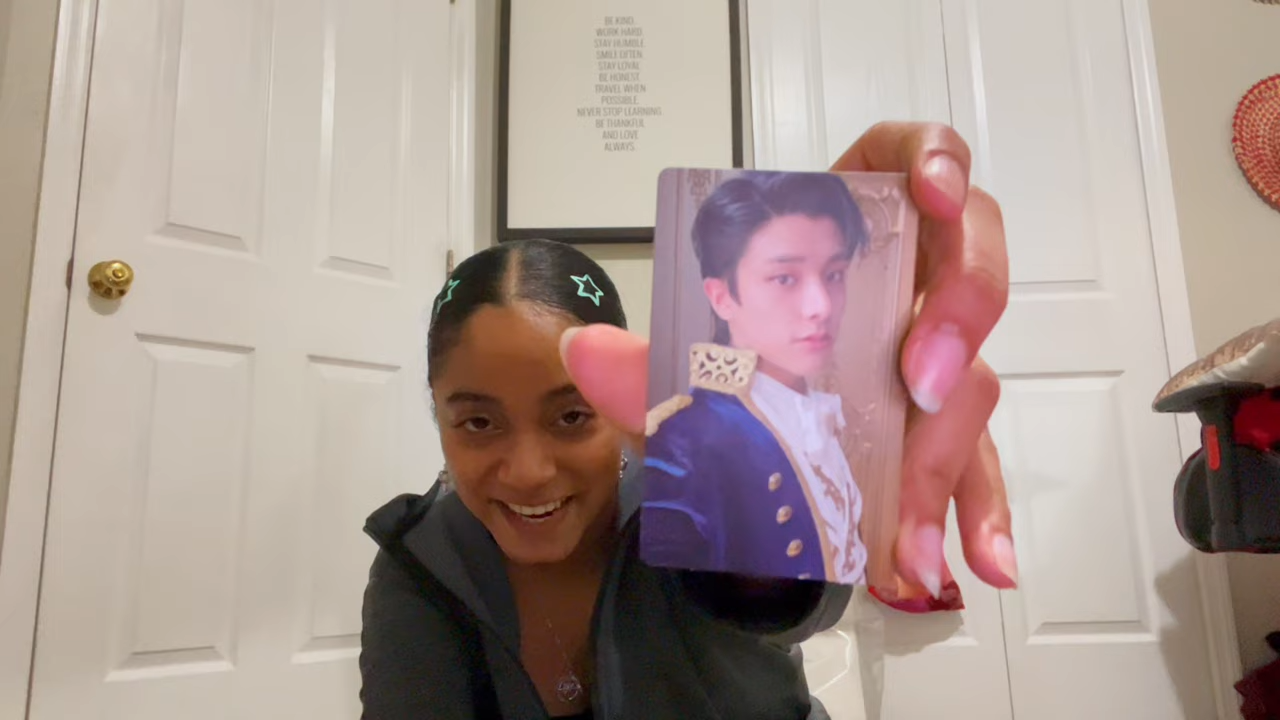 BE KIND,
WORK HARD,
STAY HUMBLE,
SMILE OFTEN,
STAY LOYAL,
BE HONEST,
TRAVEL WHEN
POSSIBLE,
NEVER STOP LEARNING,
BE THANKFUL
AND LOVE
ALWAYS.